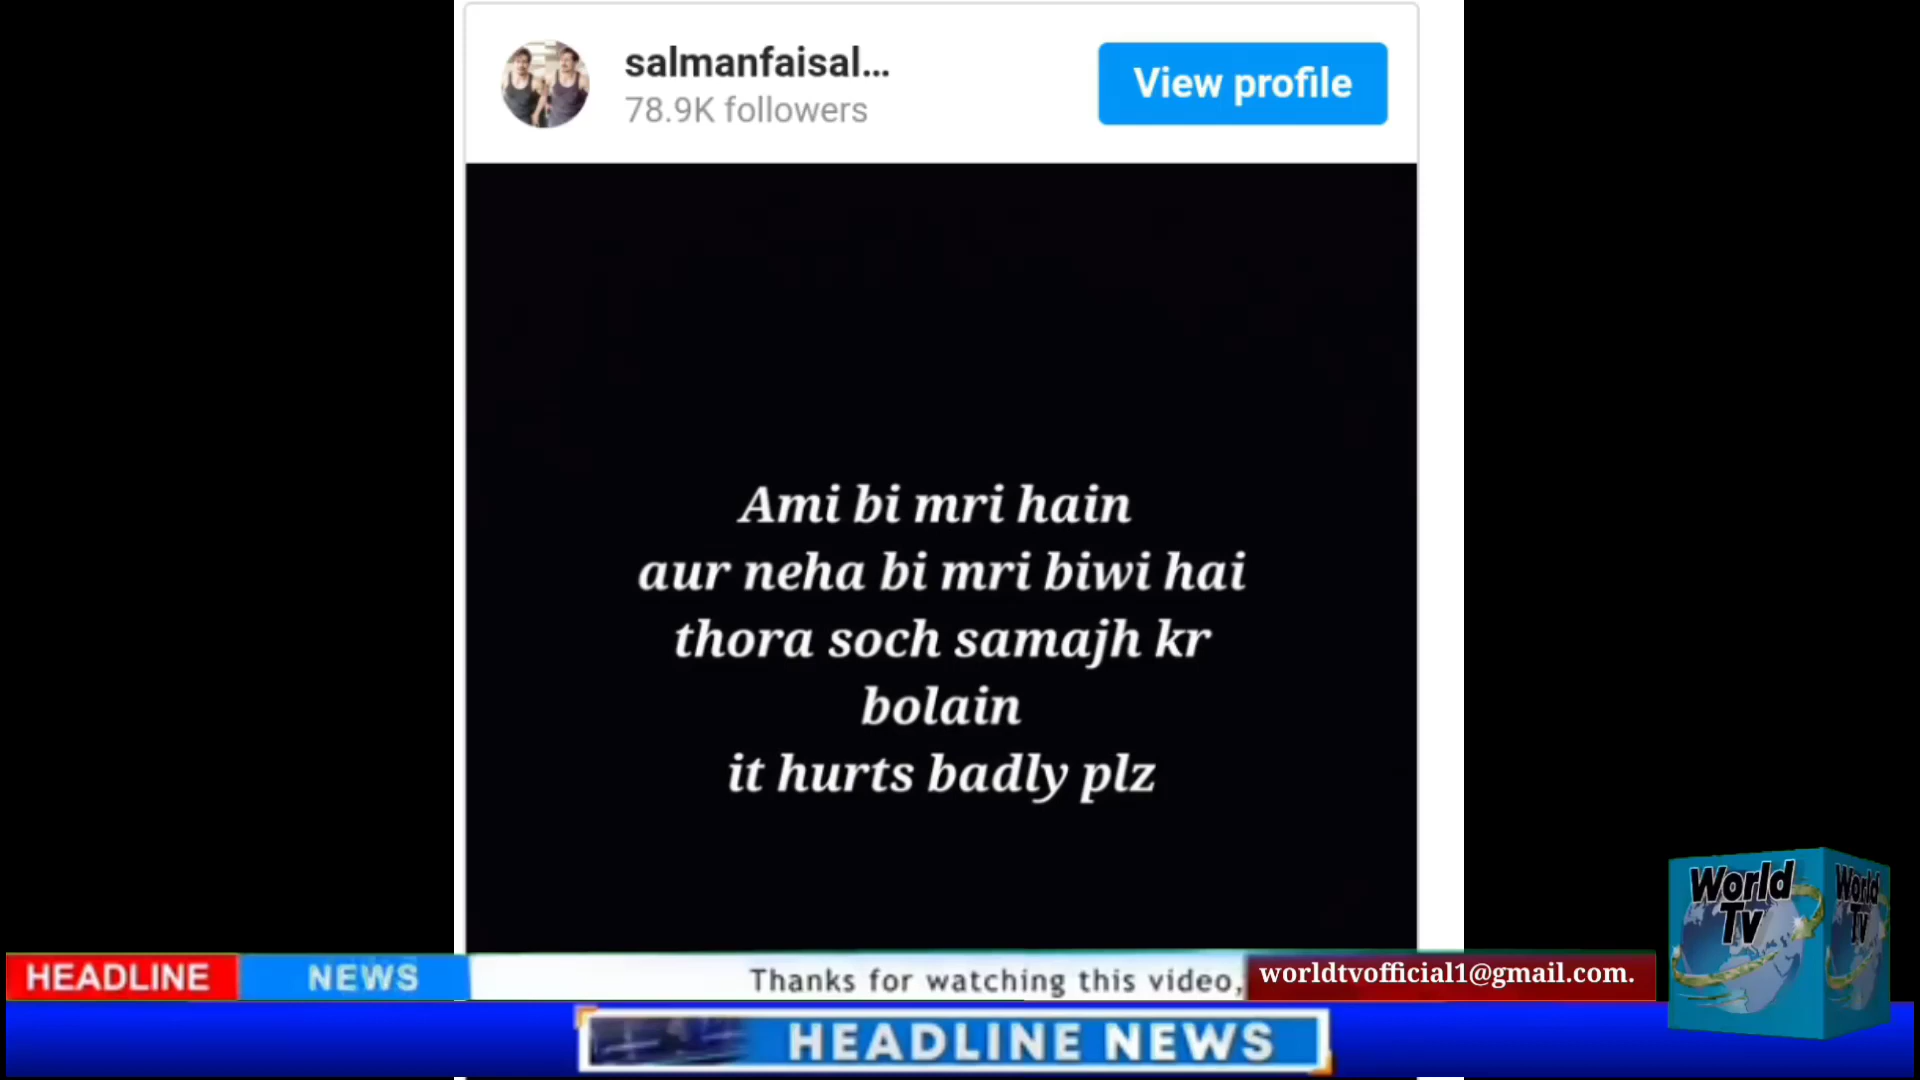 salmanfaisal...
78.9K followers
View profile
Ami bi mri hain
aur neha bi mri biwi hai
thora soch samajh kr
bolain
it hurts badly plz
World
Tv
World
TV
HEADLINE NEWS
Thanks for watching this video,
worldtvofficial1@gmail.com.
HEADLINE NEWS